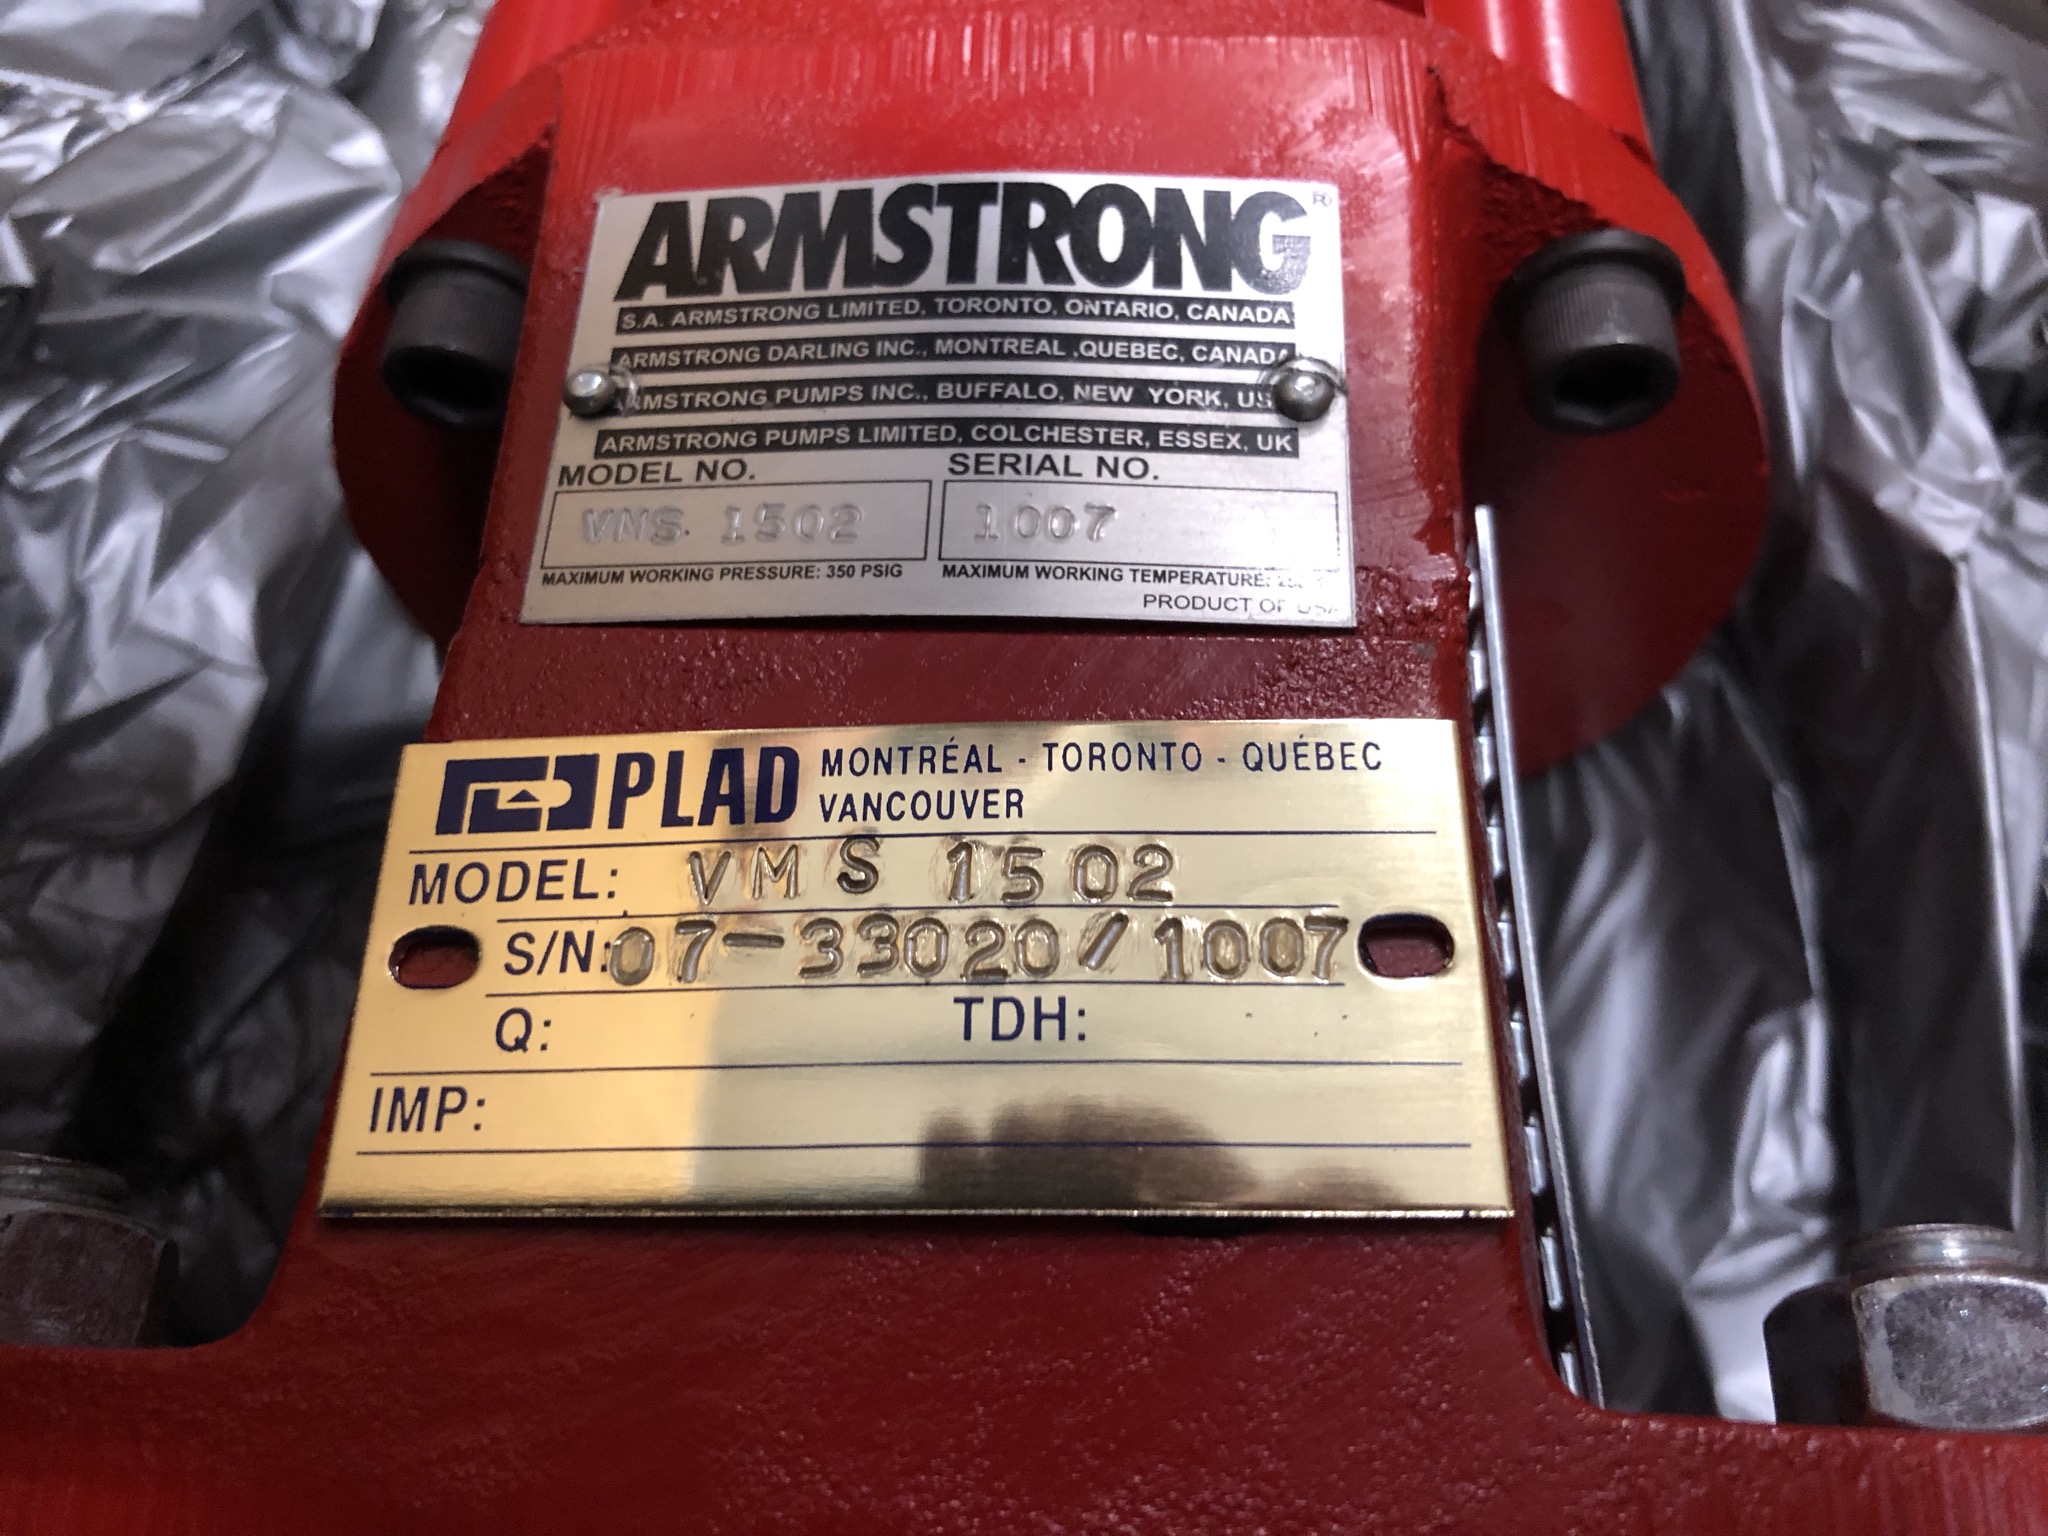 ARMSTRONG®
S.A. ARMSTRONG LIMITED, TORONTO, ONTARIO, CANADA
ARMSTRONG DARLING INC., MONTREAL ,QUEBEC, CANADA
ARMSTRONG PUMPS INC., BUFFALO, NEW YORK,
ARMSTRONG PUMPS LIMITED, COLCHESTER, ESSEX, UK
MODEL NO. SERIAL NO.
VMS 1502 1007
MAXIMUM WORKING PRESSURE: 350 PSIG MAXIMUM WORKING TEMPERATURE:
PRODUCT OF USA
PLAD MONTRÉAL - TORONTO - QUÉBEC
VANCOUVER
MODEL: VMS 1502
S/N: 07-33020/1007
Q: TDH:
IMP: